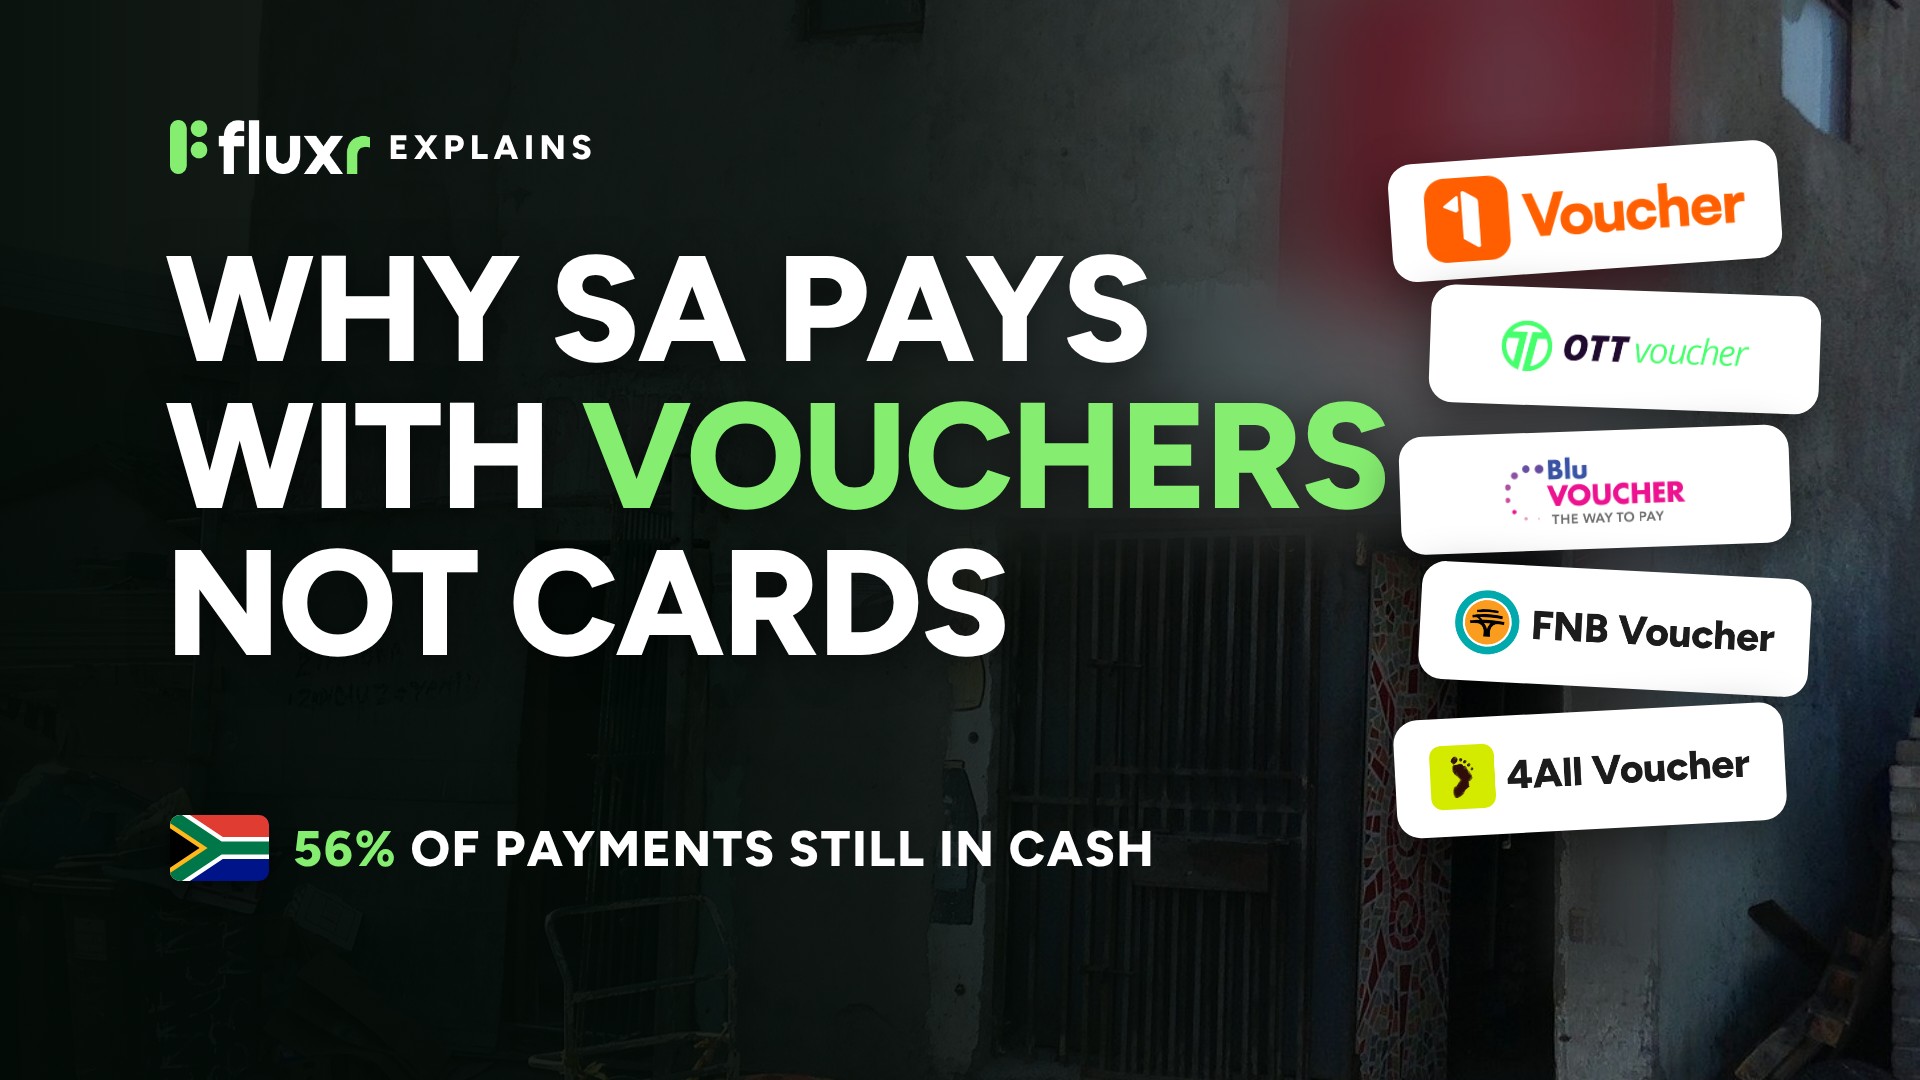 fluxr EXPLAINS
WHY SA PAYS
WITH VOUCHERS
NOT CARDS
56% OF PAYMENTS STILL IN CASH
1 Voucher
OTT voucher
Blu
VOUCHER
THE WAY TO PAY
FNB Voucher
4All Voucher